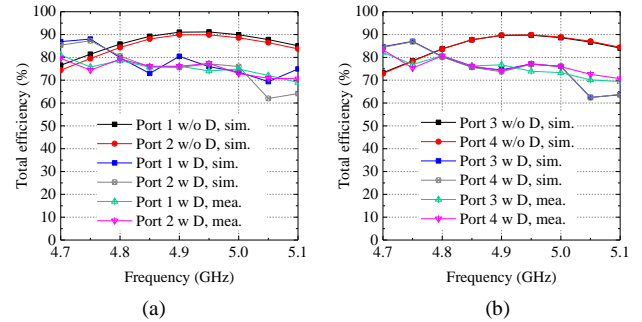 Total efficiency (%)
100
90
80
70
60
50
40
30
20
10
0
Port 1 w/o D, sim.
Port 2 w/o D, sim.
Port 1 w D, sim.
Port 2 w D, sim.
Port 1 w D, mea.
Port 2 w D, mea.
4.7 4.8 4.9 5.0 5.1
Frequency (GHz)
(a)
Total efficiency (%)
100
90
80
70
60
50
40
30
20
10
0
Port 3 w/o D, sim.
Port 4 w/o D, sim.
Port 3 w D, sim.
Port 4 w D, sim.
Port 3 w D, mea.
Port 4 w D, mea.
4.7 4.8 4.9 5.0 5.1
Frequency (GHz)
(b)